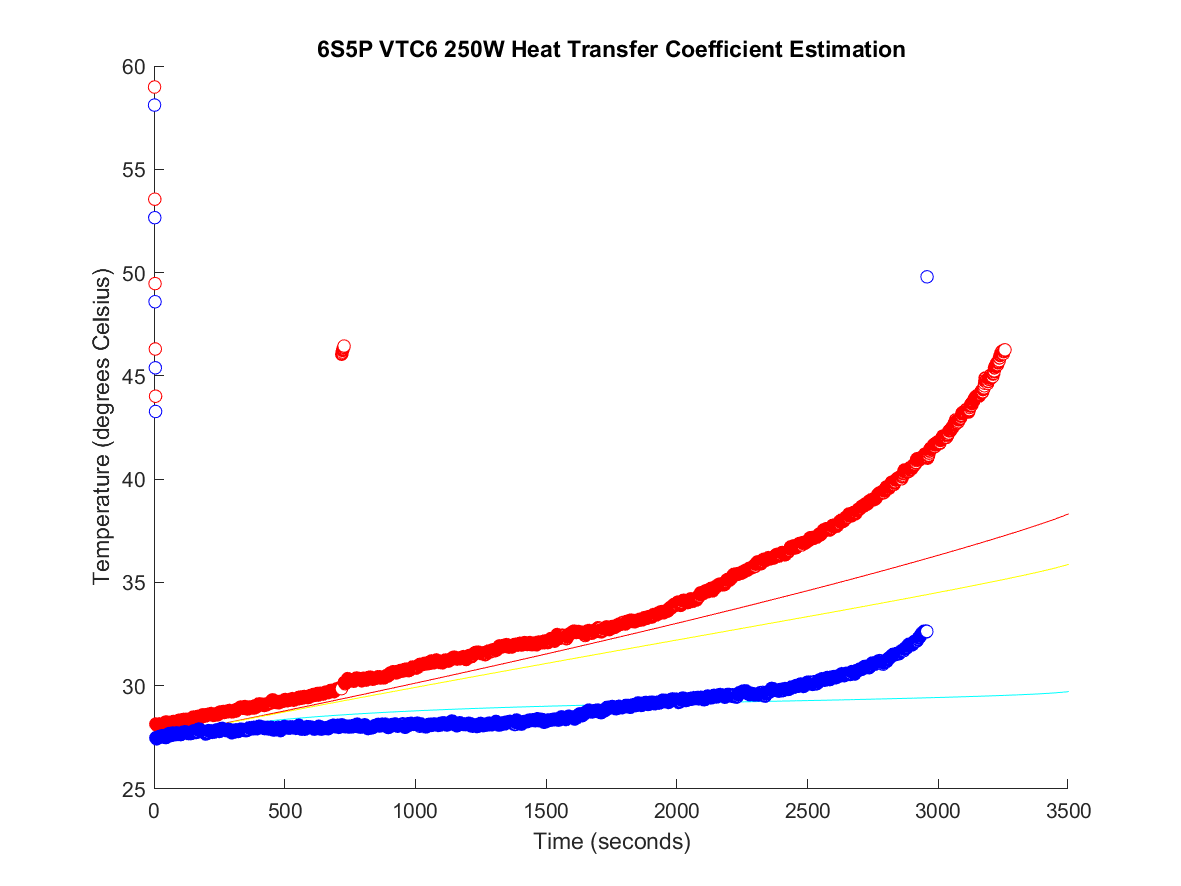 6S5P VTC6 250W Heat Transfer Coefficient Estimation
60
55
50
45
40
35
30
25
Temperature (degrees Celsius)
0 500 1000 1500 2000 2500 3000 3500
Time (seconds)